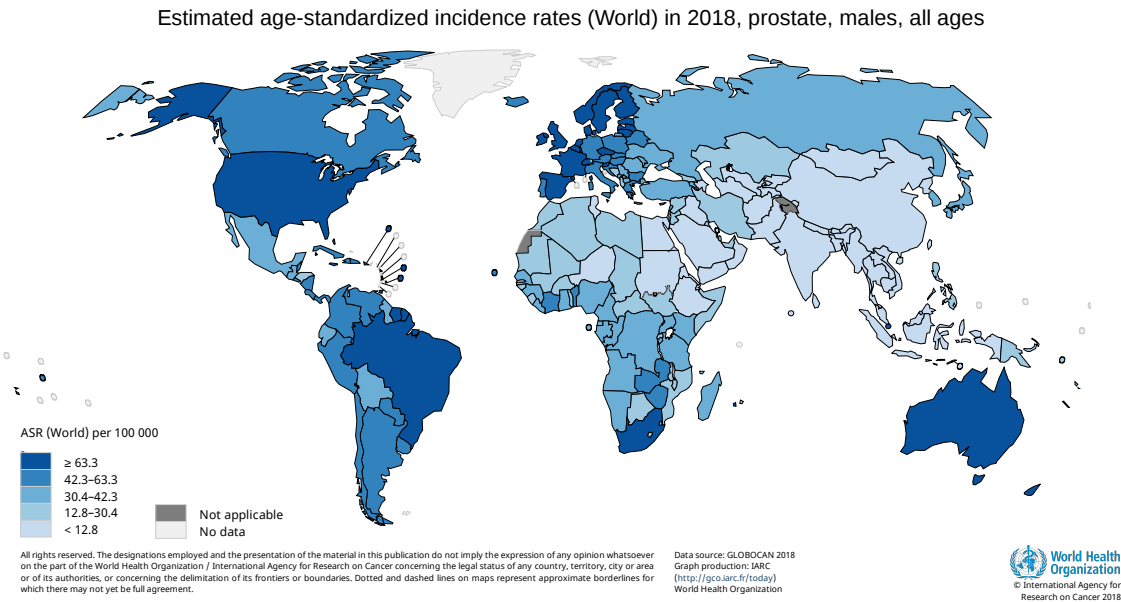 Estimated age-standardized incidence rates (World) in 2018, prostate, males, all ages
ASR (World) per 100 000
≥ 63.3
42.3–63.3
30.4–42.3
12.8–30.4
< 12.8
Not applicable
No data
All rights reserved. The designations employed and the presentation of the material in this publication do not imply the expression of any opinion whatsoever
on the part of the World Health Organization / International Agency for Research on Cancer concerning the legal status of any country, territory, city or area
or of its authorities, or concerning the delimitation of its frontiers or boundaries. Dotted and dashed lines on maps represent approximate borderlines for
which there may not yet be full agreement.
Data source: GLOBOCAN 2018
Graph production: IARC
(http://gco.iarc.fr/today)
World Health Organization
World Health
Organization
© International Agency for
Research on Cancer 2018